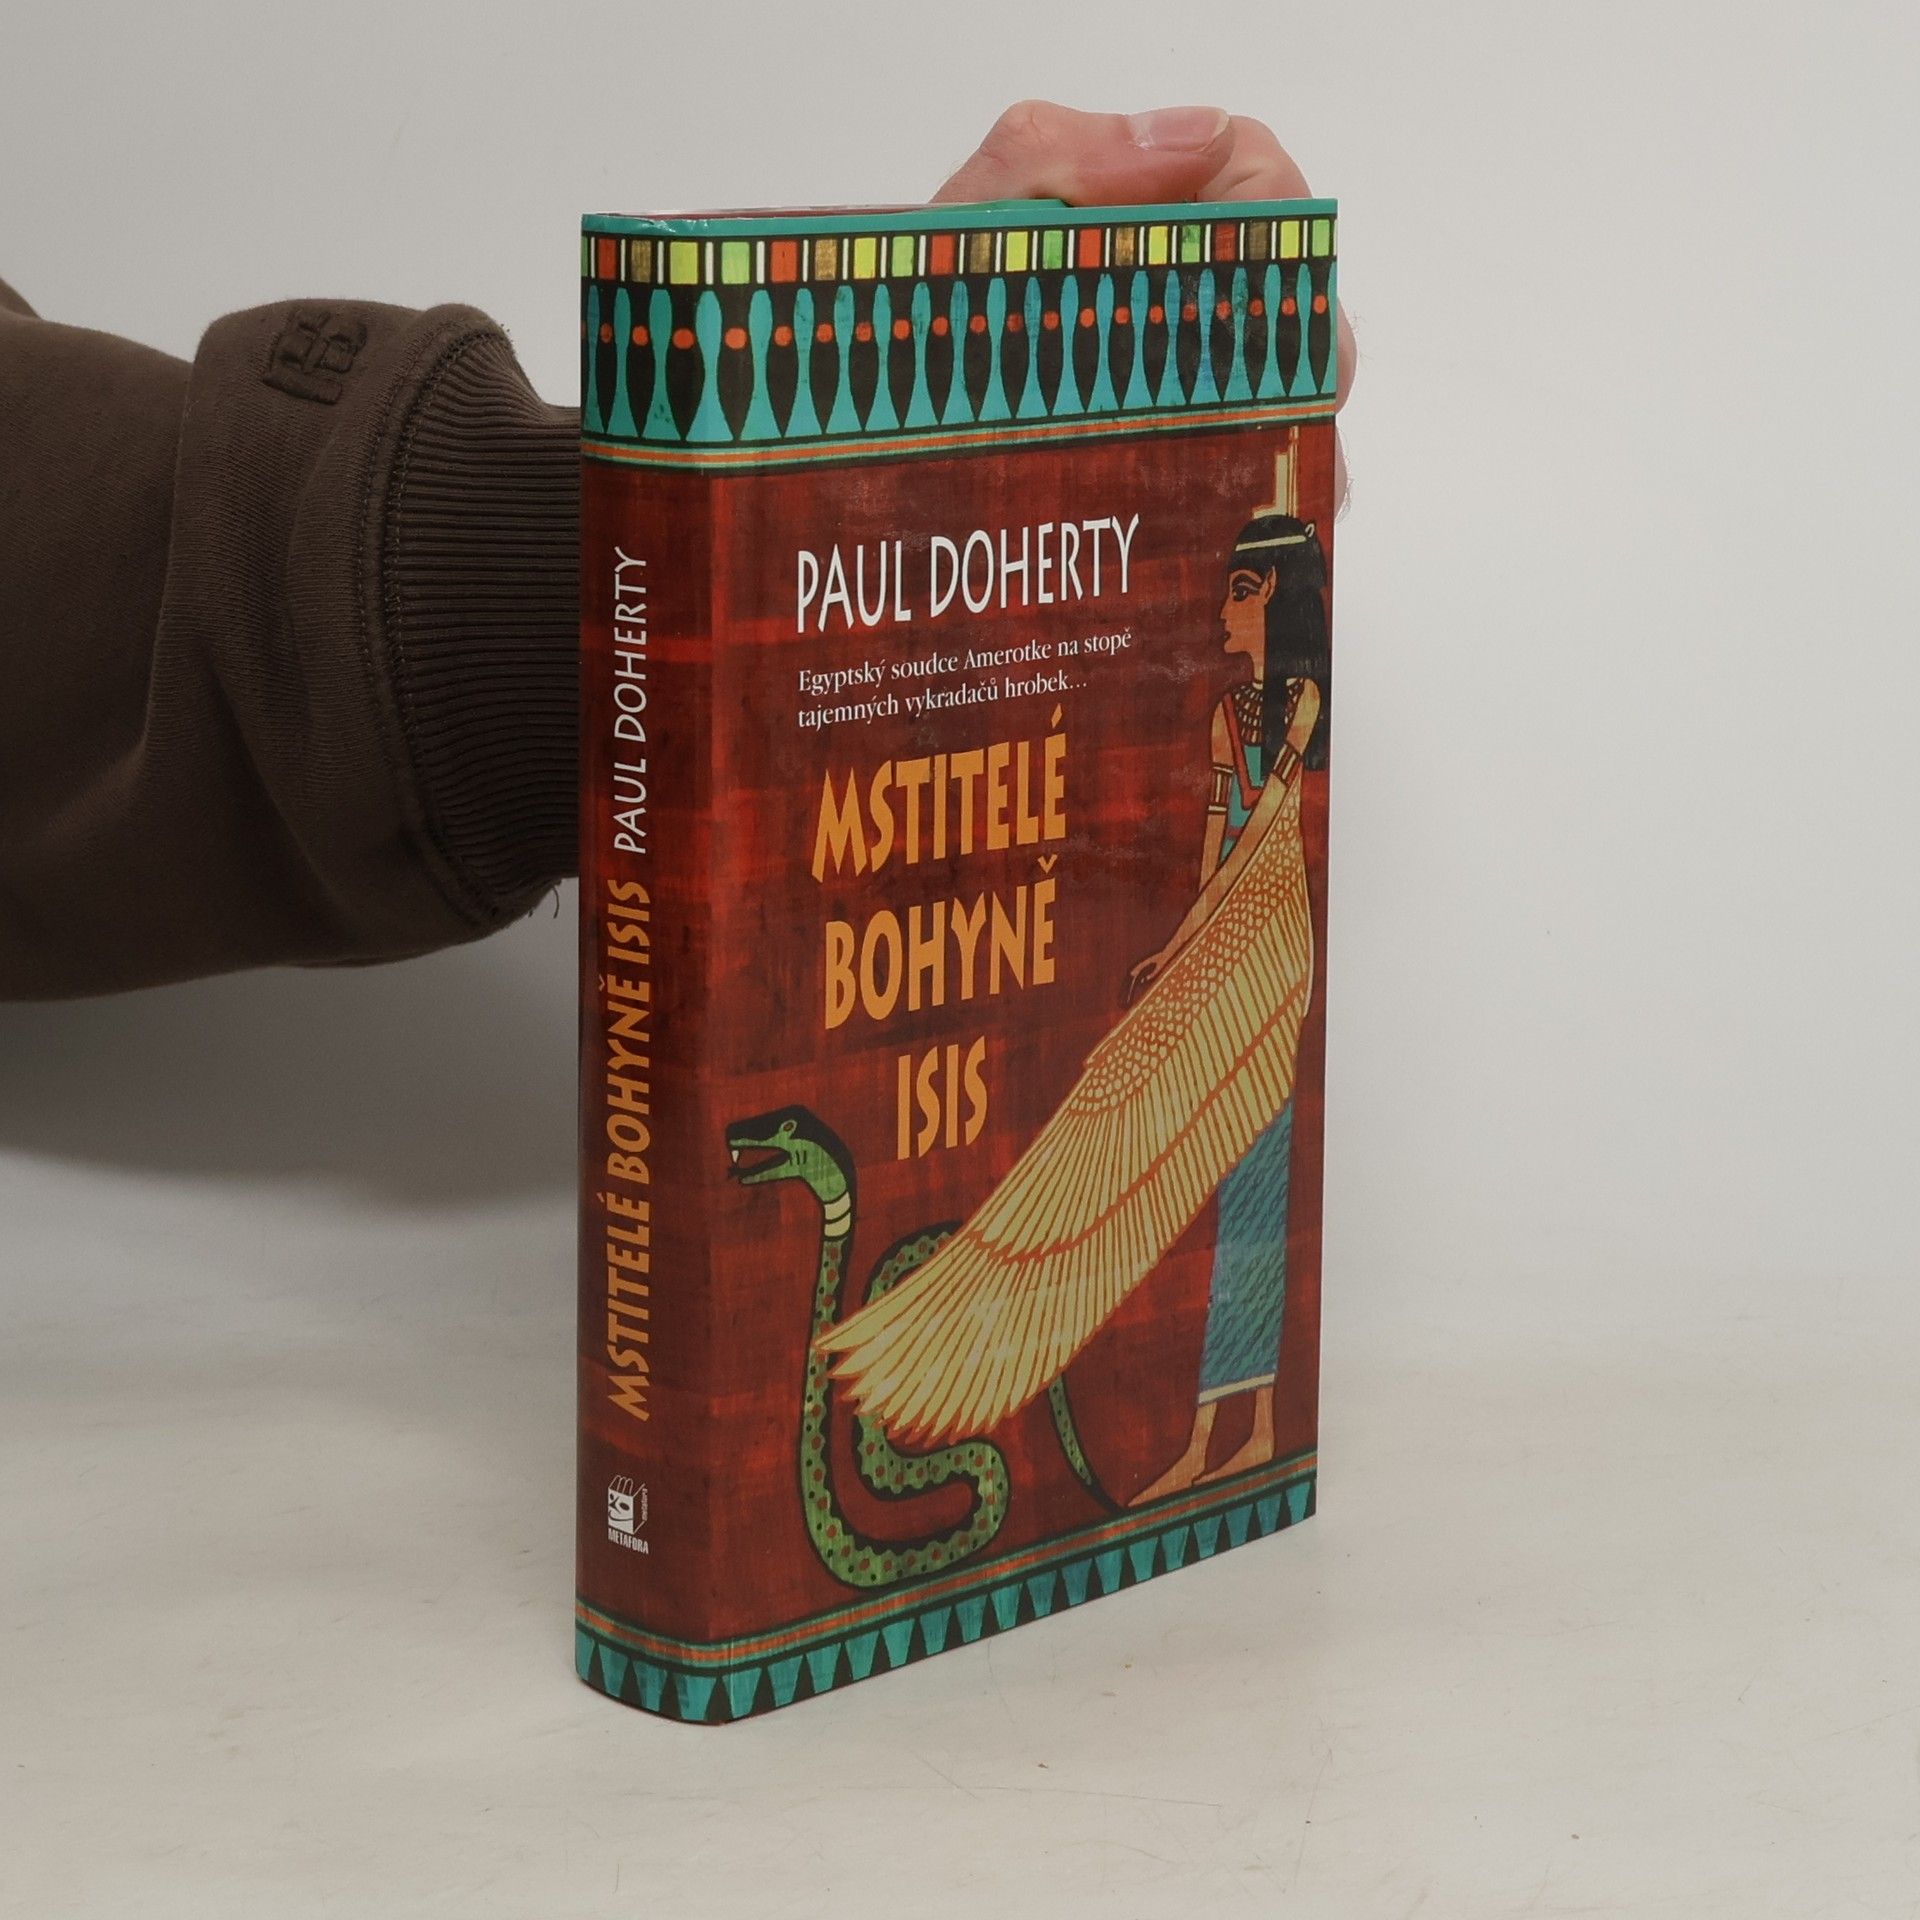 PAUL DOHERTY
Egyptský soudce Amerotke na stopě
tajemných vykradačů hrobek...
MSTITELÉ
BOHYNĚ
ISIS
MSTITELÉ BOHYNĚ ISIS PAUL DOHERTY
METAFORA